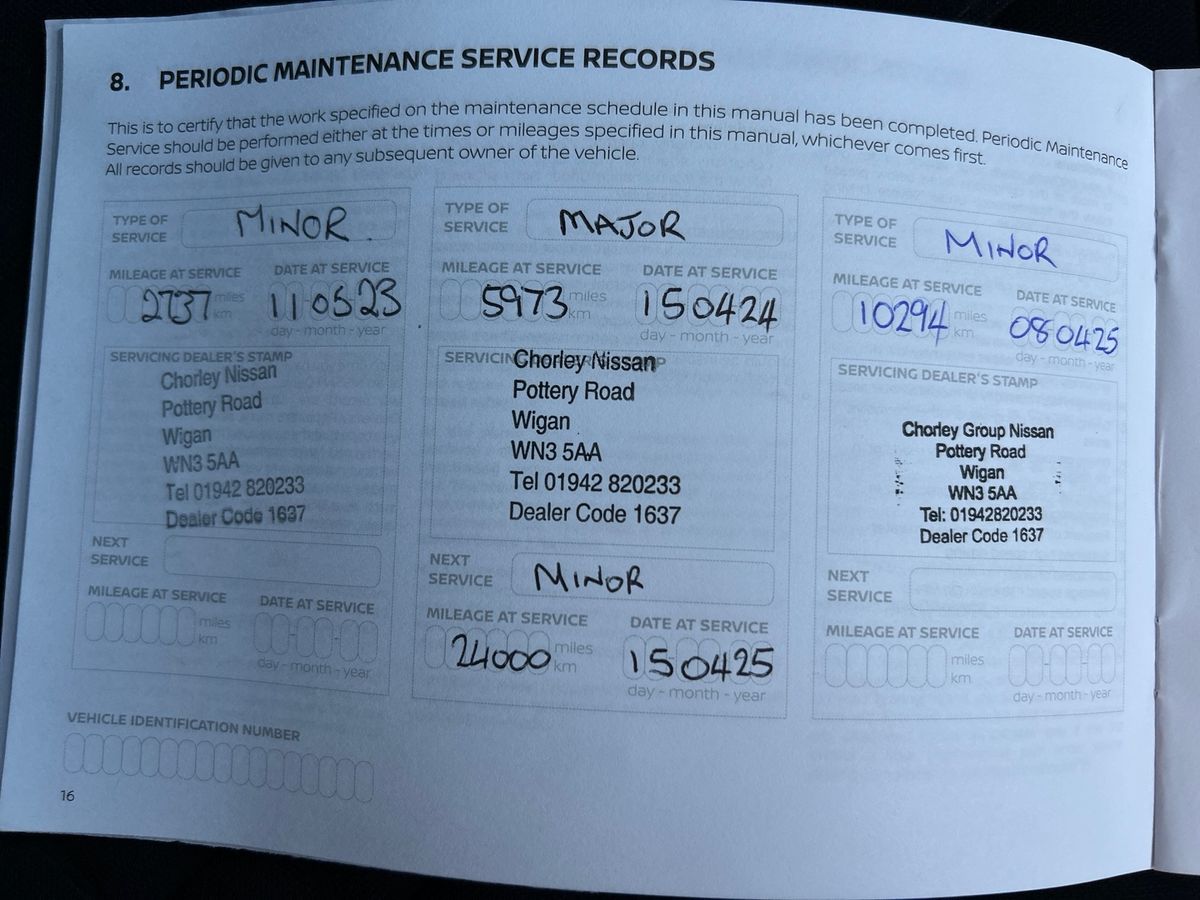 8. PERIODIC MAINTENANCE SERVICE RECORDS
This is to certify that the work specified on the maintenance schedule in this manual has been completed. Periodic Maintenance
Service should be performed either at the times or mileages specified in this manual, whichever comes first.
All records should be given to any subsequent owner of the vehicle.
TYPE OF
SERVICE
MINOR
MILEAGE AT SERVICE
DATE AT SERVICE
2737 miles
km
11 05 23
day - month - year
SERVICING DEALER'S STAMP
Chorley Nissan
Pottery Road
Wigan
WN3 5AA
Tel 01942 820233
Dealer Code 1637
NEXT
SERVICE
MILEAGE AT SERVICE
DATE AT SERVICE
miles
km
day - month - year
VEHICLE IDENTIFICATION NUMBER
16
TYPE OF
SERVICE
MAJOR
MILEAGE AT SERVICE
DATE AT SERVICE
5973 miles
km
150424
day - month - year
SERVICING DEALER'S STAMP
Chorley Nissan
Pottery Road
Wigan
WN3 5AA
Tel 01942 820233
Dealer Code 1637
NEXT
SERVICE
MINOR
MILEAGE AT SERVICE
DATE AT SERVICE
24000 miles
km
150425
day - month - year
TYPE OF
SERVICE
MINOR
MILEAGE AT SERVICE
DATE AT SERVICE
10294 miles
km
080425
day - month - year
SERVICING DEALER'S STAMP
Chorley Group Nissan
Pottery Road
Wigan
WN3 5AA
Tel: 01942820233
Dealer Code 1637
NEXT
SERVICE
MILEAGE AT SERVICE
DATE AT SERVICE
miles
km
day - month - year